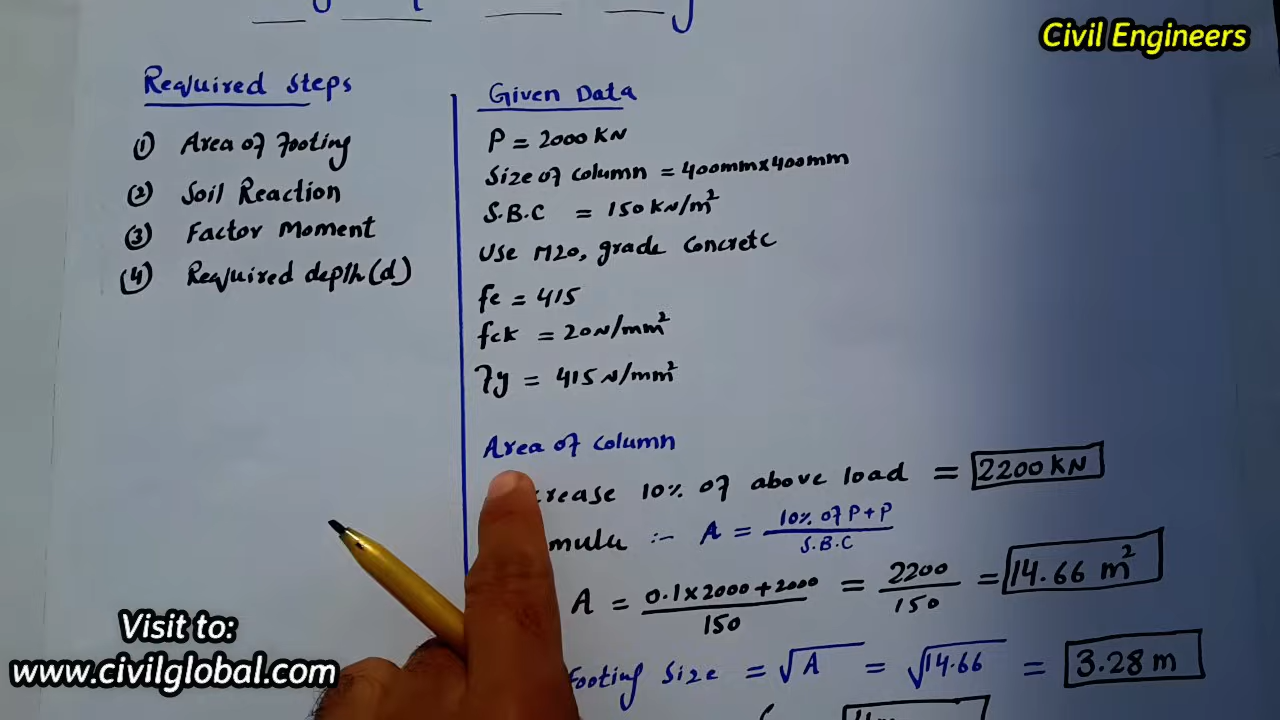 Civil Engineers
Required Steps
① Area of Footing
② Soil Reaction
③ Factor Moment
④ Required depth(d)
Given Data
P = 2000 KN
Size of column = 400mm x 400mm
S.B.C = 150 KN/m²
Use M20, grade Concrete
fe = 415
fck = 20N/mm²
fy = 415 N/mm²
Area of column
crease 10% of above load = 2200 KN
mula :- A = 10% of P + P / S.B.C
A = 0.1 x 2000 + 2000 / 150 = 2200 / 150 = 14.66 m²
Footing Size = √A = √14.66 = 3.28 m
Visit to:
www.civilglobal.com